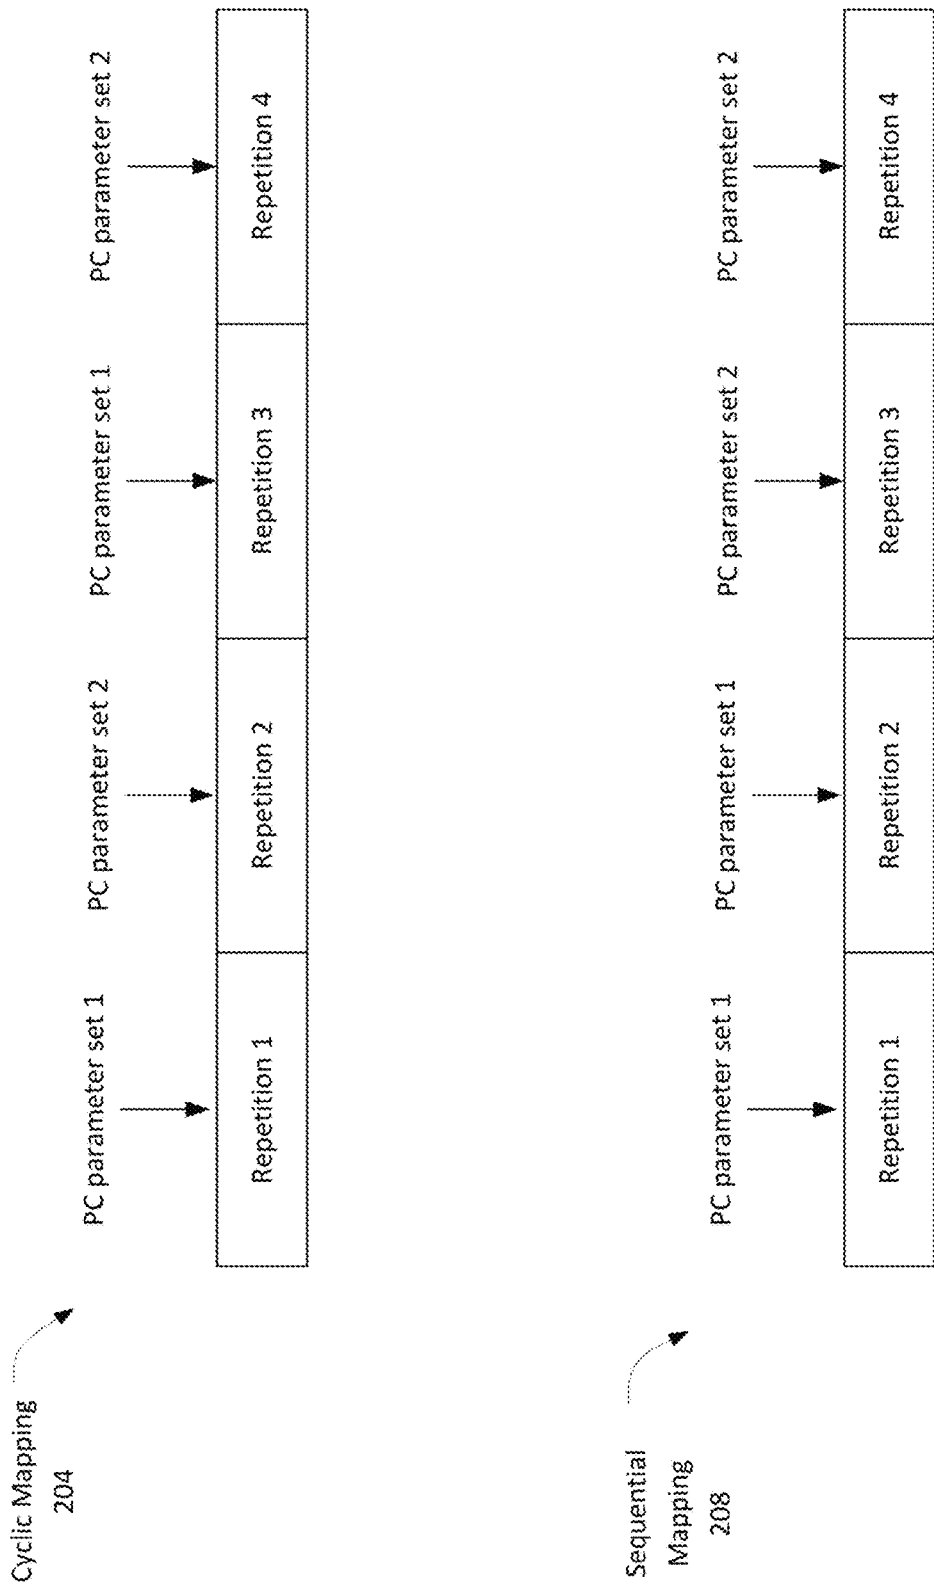 Cyclic Mapping
204
PC parameter set 1
PC parameter set 2
PC parameter set 1
PC parameter set 2
Repetition 1
Repetition 2
Repetition 3
Repetition 4
Sequential
Mapping
208
PC parameter set 1
PC parameter set 1
PC parameter set 2
PC parameter set 2
Repetition 1
Repetition 2
Repetition 3
Repetition 4